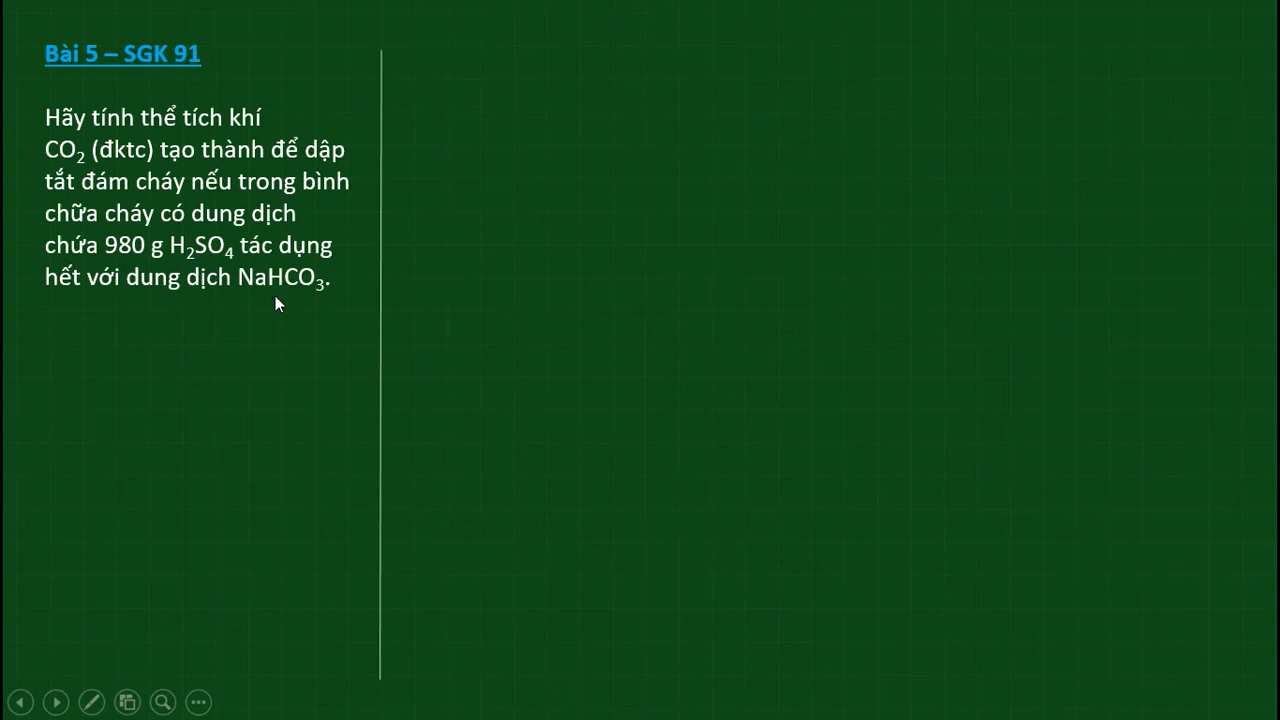 Bài 5 – SGK 91
Hãy tính thể tích khí
CO₂ (đktc) tạo thành để dập
tắt đám cháy nếu trong bình
chữa cháy có dung dịch
chứa 980 g H₂SO₄ tác dụng
hết với dung dịch NaHCO₃.